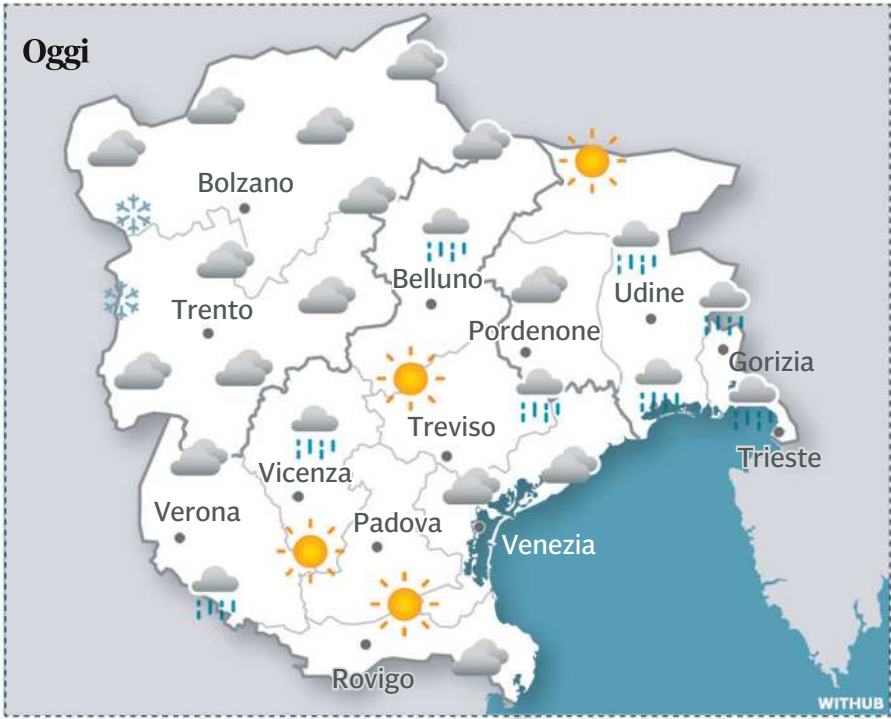 Oggi
Bolzano
Belluno
Udine
Trento
Pordenone
Gorizia
Treviso
Trieste
Vicenza
Verona
Padova
Venezia
Rovigo
WITHUB